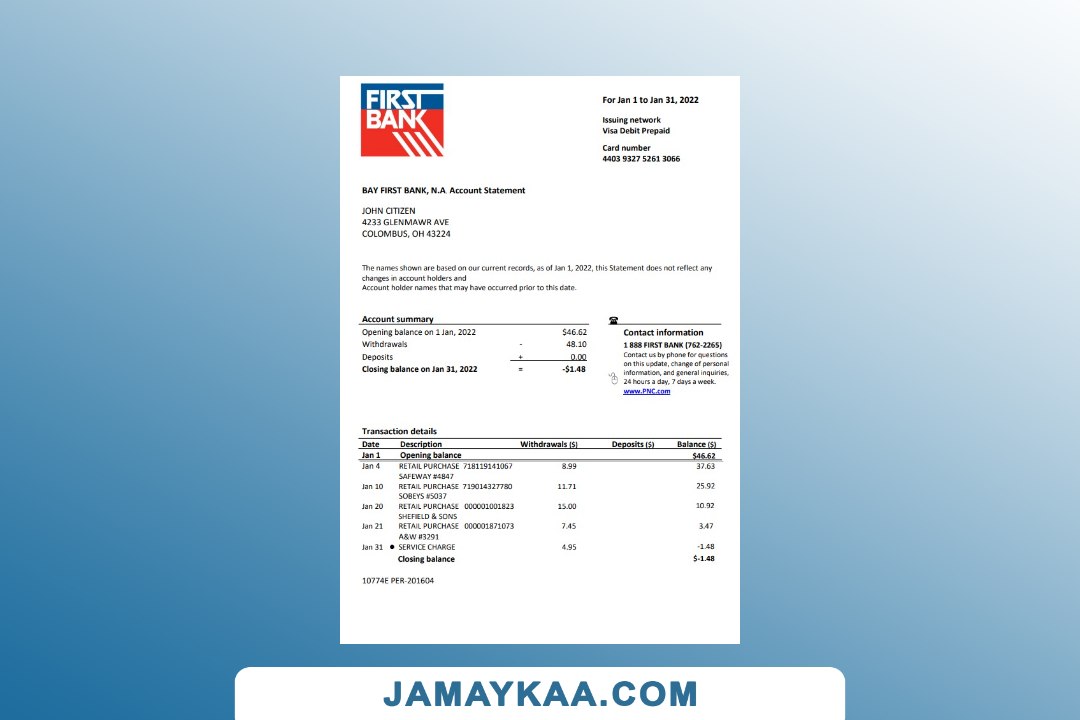 FIRST
BANK
For Jan 1 to Jan 31, 2022
Issuing network
Visa Debit Prepaid
Card number
4403 9327 5261 3066
BAY FIRST BANK, N.A. Account Statement
JOHN CITIZEN
4233 GLENMAWR AVE
COLOMBUS, OH 43224
The names shown are based on our current records, as of Jan 1, 2022, this Statement does not reflect any
changes in account holders and
Account holder names that may have occurred prior to this date.
Account summary
Opening balance on 1 Jan, 2022 $46.62
Withdrawals - 48.10
Deposits + 0.00
Closing balance on Jan 31, 2022 = -$1.48
Contact information
1 888 FIRST BANK (762-2265)
Contact us by phone for questions
on this update, change of personal
information, and general inquiries,
24 hours a day, 7 days a week.
www.PNC.com
Transaction details
Date Description Withdrawals ($) Deposits ($) Balance ($)
Jan 1 Opening balance $46.62
Jan 4 RETAIL PURCHASE 718119141067 8.99 37.63
SAFEWAY #4847
Jan 10 RETAIL PURCHASE 719014327780 11.71 25.92
SOBEYS #5037
Jan 20 RETAIL PURCHASE 000001001823 15.00 10.92
SHEFIELD & SONS
Jan 21 RETAIL PURCHASE 000001871073 7.45 3.47
A&W #3291
Jan 31 ● SERVICE CHARGE 4.95 -1.48
Closing balance $-1.48
10774E PER-201604
JAMAYKAA.COM